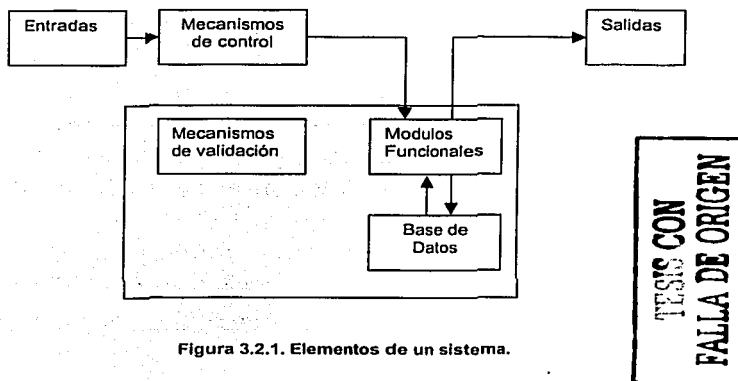 Entradas
Mecanismos
de control
Salidas
Mecanismos
de validación
Modulos
Funcionales
Base de
Datos
Figura 3.2.1. Elementos de un sistema.
TESIS CON
FALLA DE ORIGEN